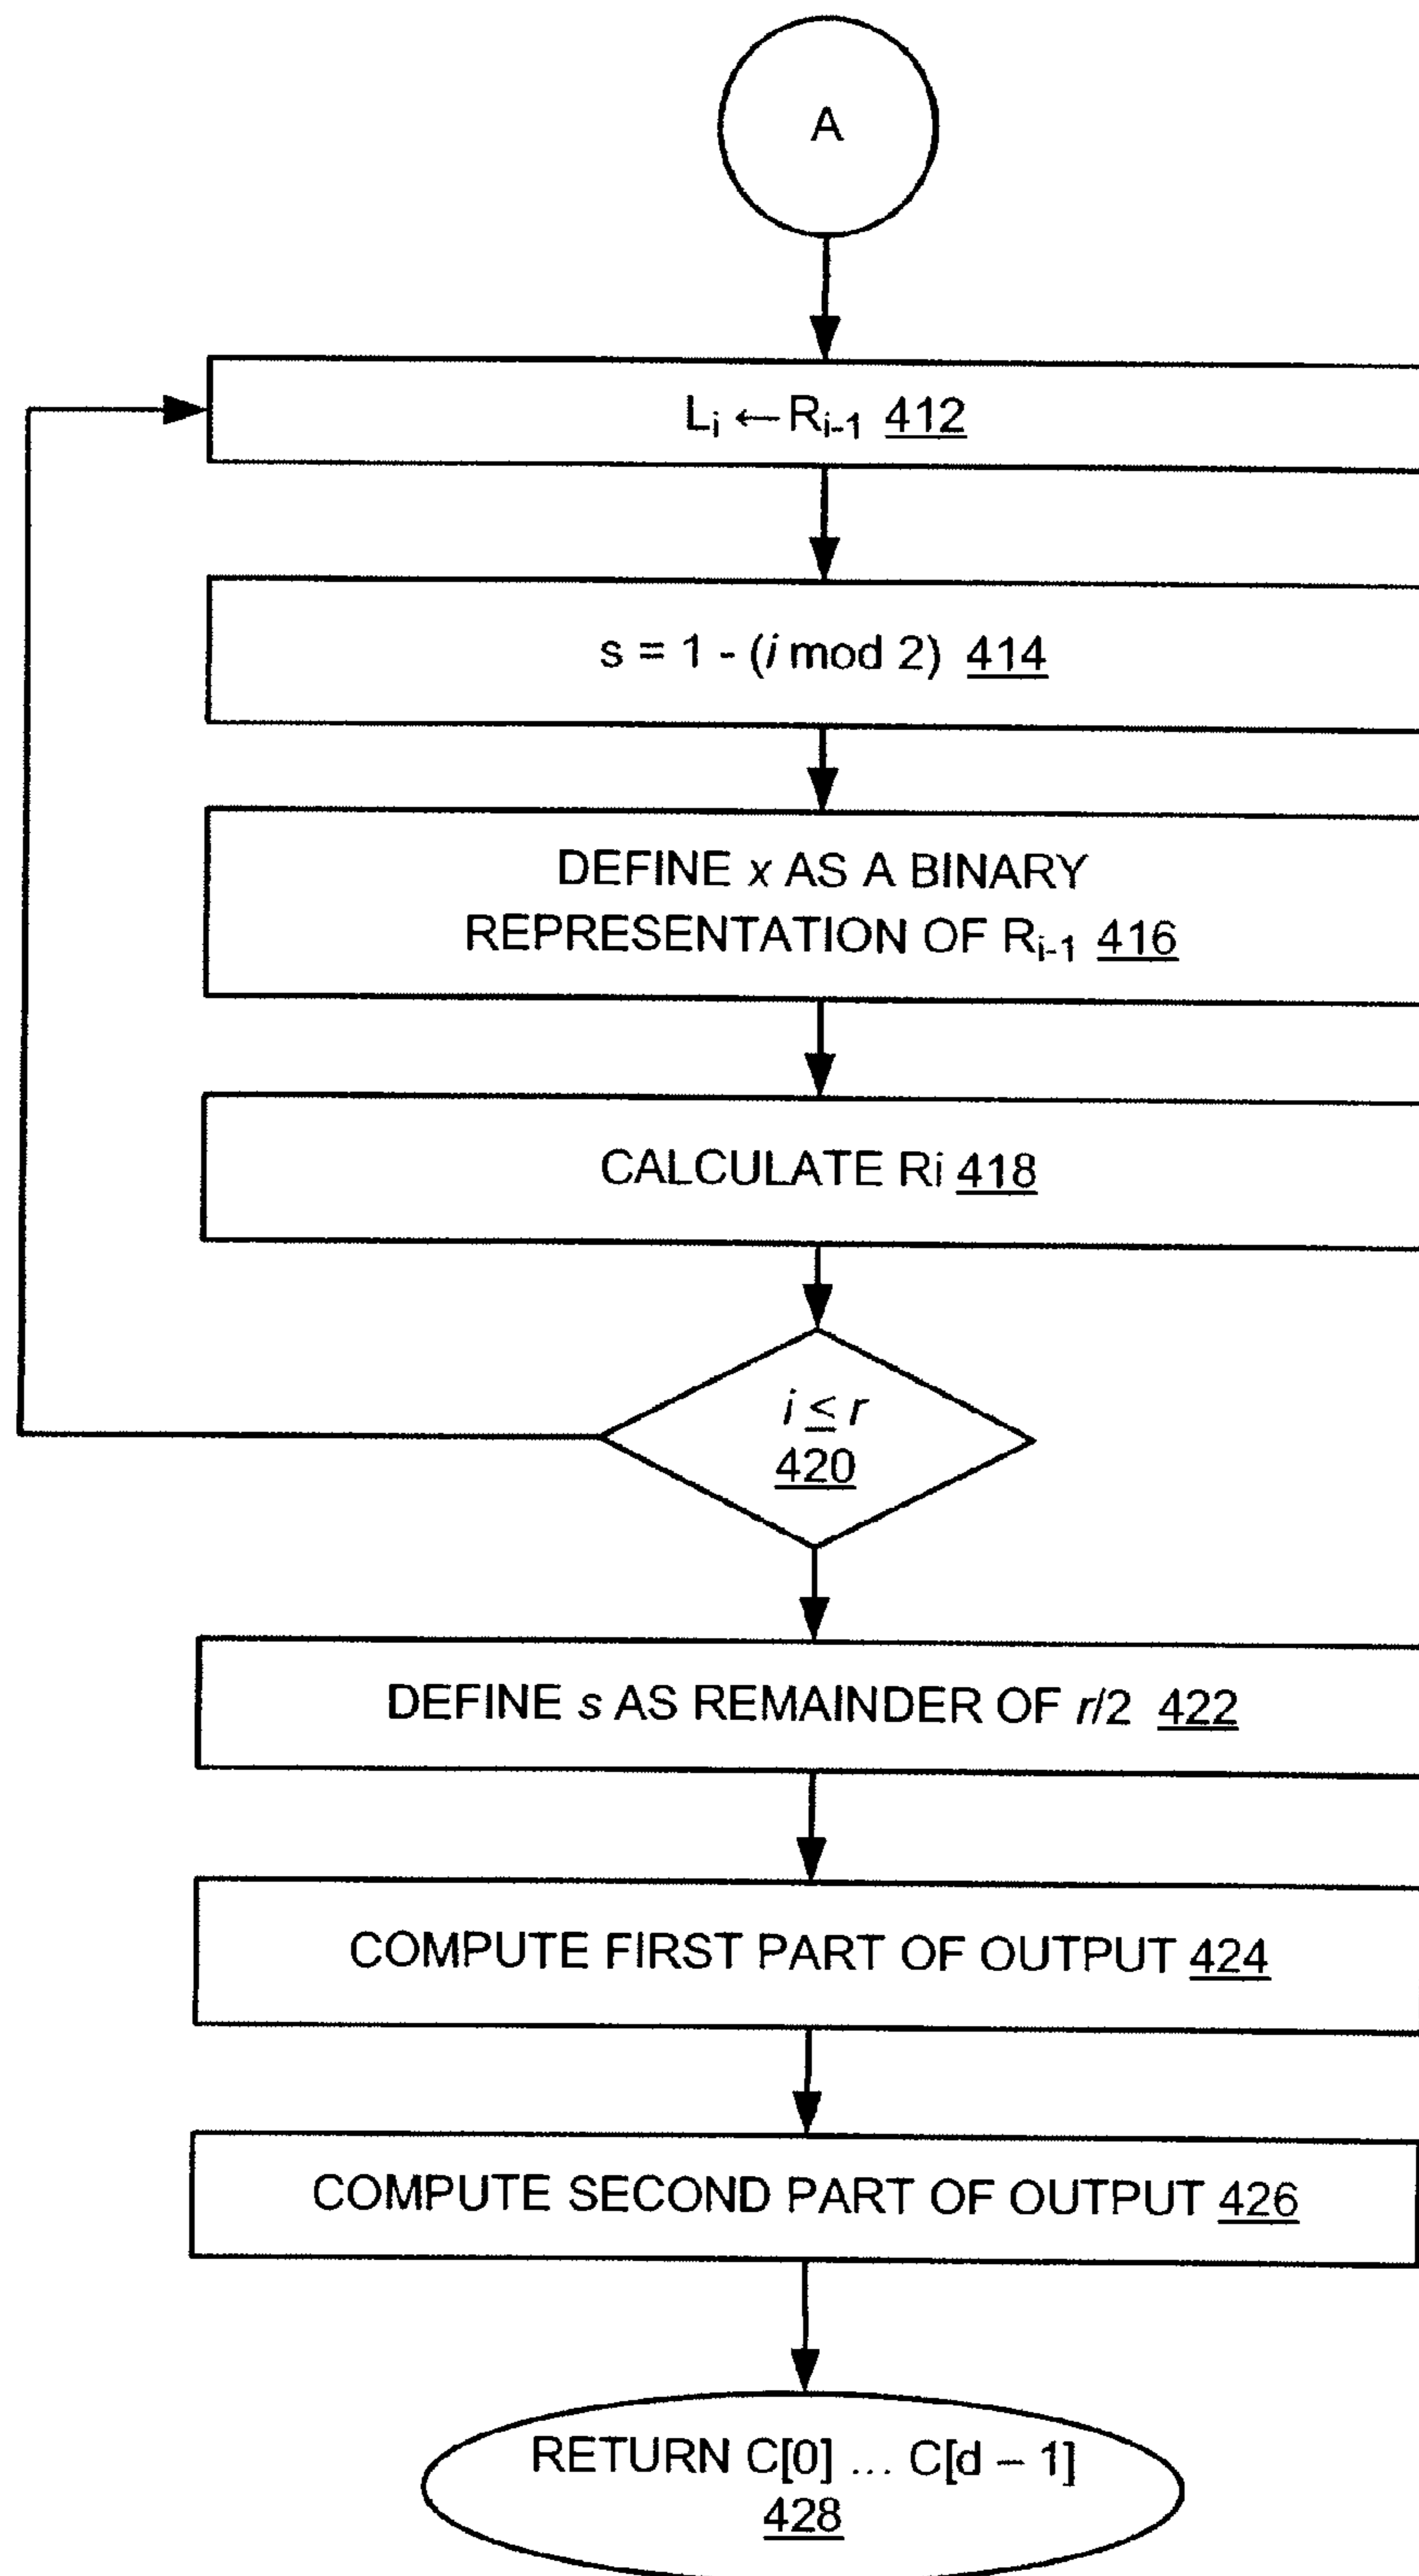 A
Lᵢ ← Rᵢ₋₁ 412
s = 1 - (i mod 2) 414
DEFINE x AS A BINARY
REPRESENTATION OF Rᵢ₋₁ 416
CALCULATE Ri 418
i ≤ r
420
DEFINE s AS REMAINDER OF r/2 422
COMPUTE FIRST PART OF OUTPUT 424
COMPUTE SECOND PART OF OUTPUT 426
RETURN C[0] ... C[d – 1]
428